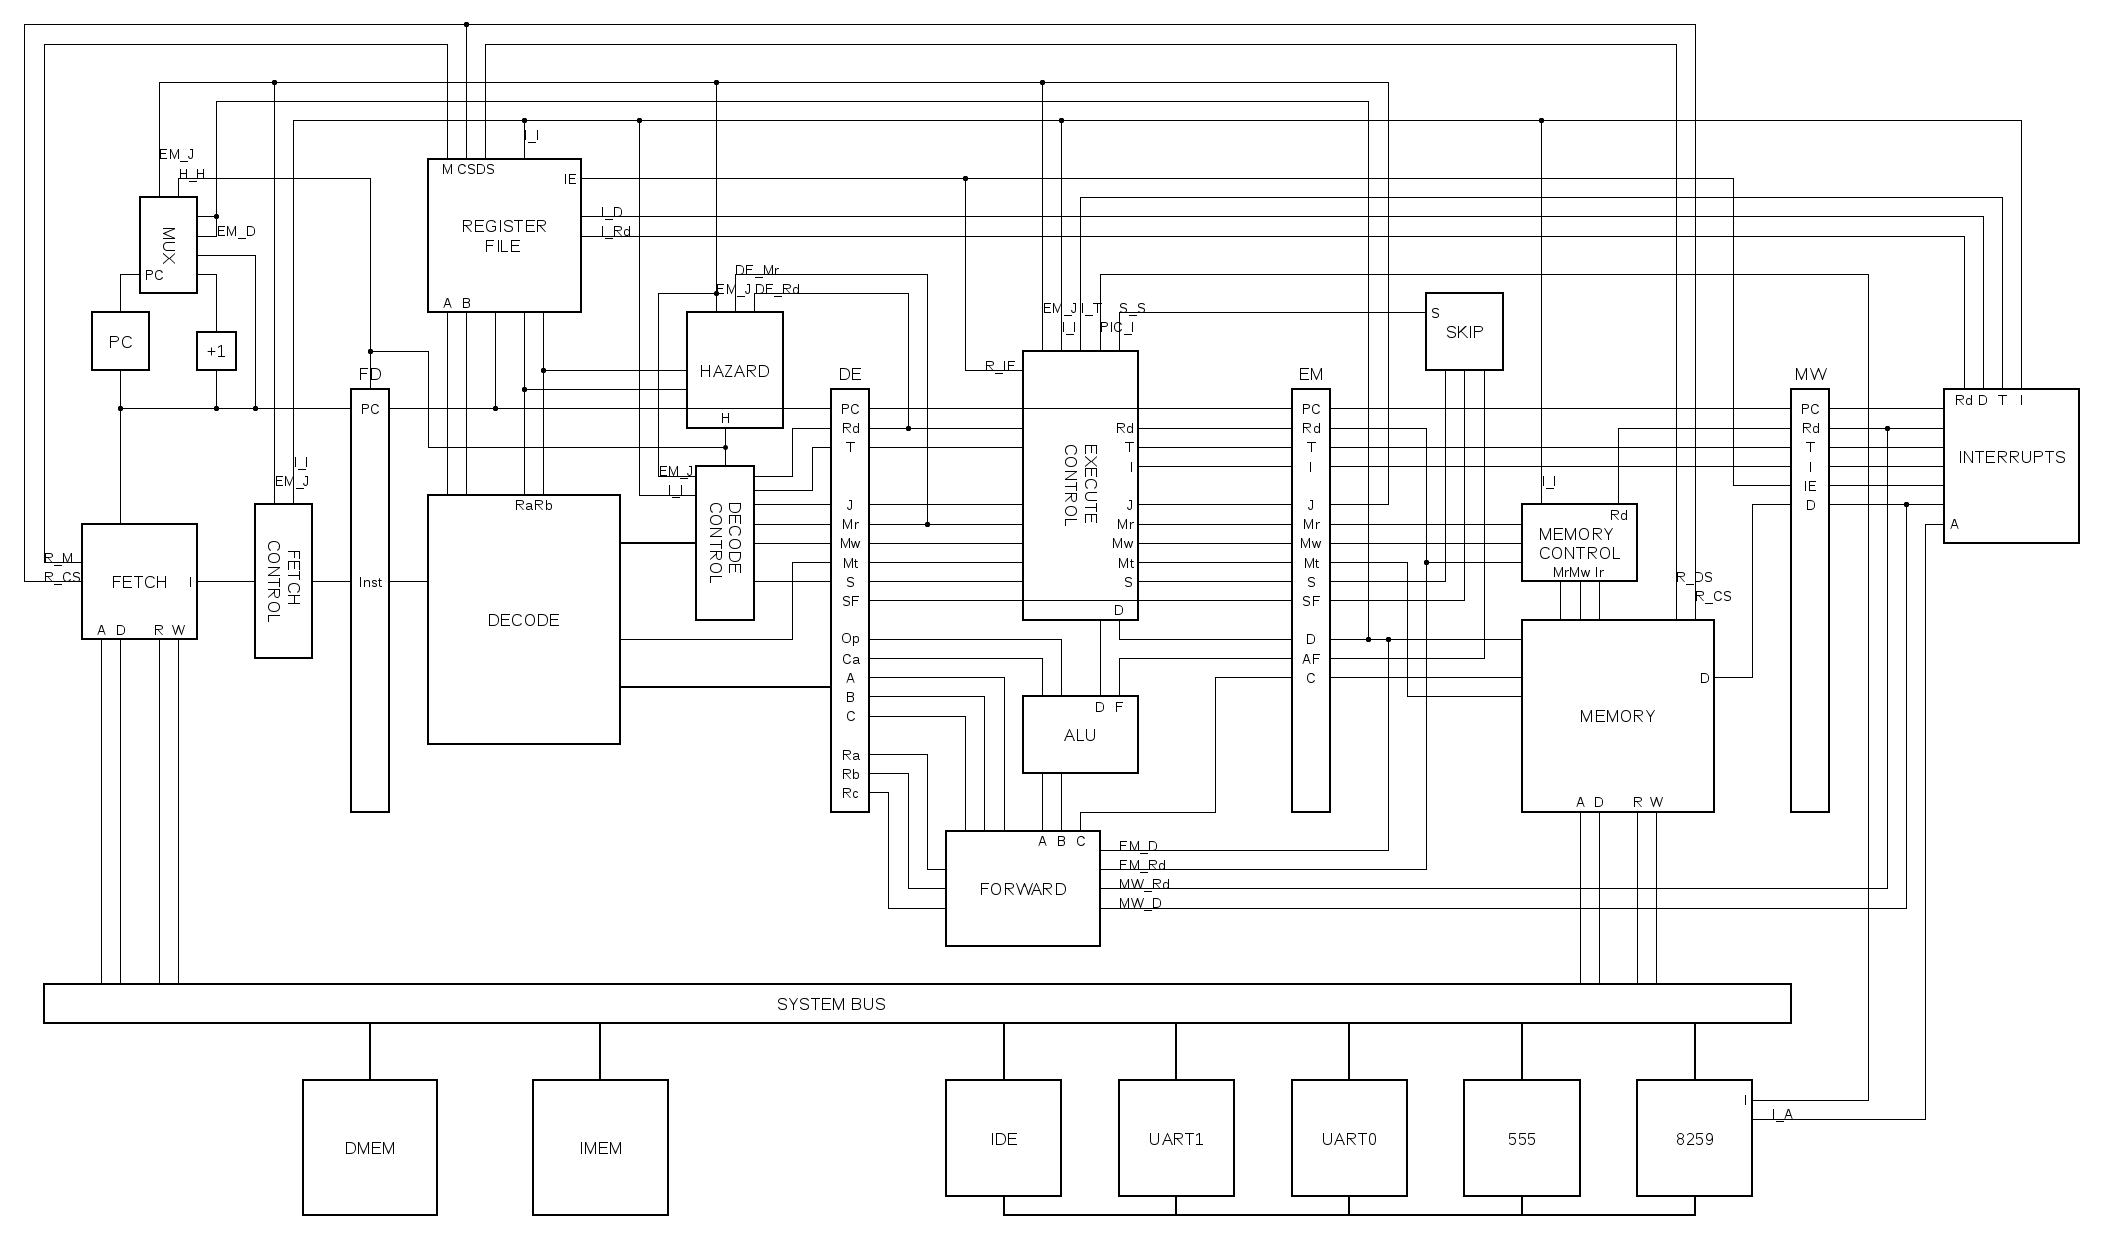 I_I
EM_J
H_H
M CSDS
IE
REGISTER
FILE
I_D
I_Rd
EM_D
MUX
PC
A B
DE_Mr
EM_J DE_Rd
EM_J I_T S_S
I_I PIC_I
S
SKIP
PC
+1
R_IE
HAZARD
H
FD
DE
EM
MW
PC
PC
Rd
T
J
Mr
Mw
Mt
S
SF
Op
Ca
A
B
C
Ra
Rb
Rc
EXECUTE
CONTROL
Rd
T
I
J
Mr
Mw
Mt
S
D
PC
Rd
T
I
J
Mr
Mw
Mt
S
SF
D
AF
C
PC
Rd
T
I
IE
D
Rd D T I
INTERRUPTS
A
I_I
EM_J
EM_J
I_I
DECODE
CONTROL
RaRb
DECODE
R_M
R_CS
FETCH
I
A D R W
FETCH
CONTROL
Inst
I_I
Rd
MEMORY
CONTROL
MrMw Ir
R_DS
R_CS
D
MEMORY
A D R W
D F
ALU
A B C
FORWARD
EM_D
EM_Rd
MW_Rd
MW_D
SYSTEM BUS
DMEM
IMEM
IDE
UART1
UART0
555
8259
I
I_A